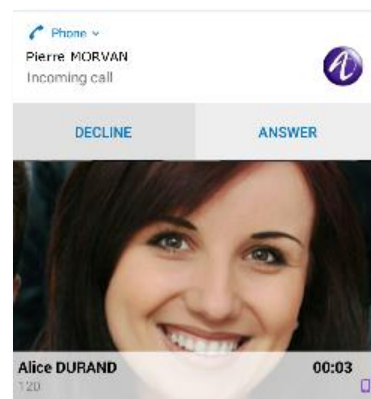 Phone
Pierre MORVAN
Incoming call
DECLINE ANSWER
Alice DURAND 00:03
120